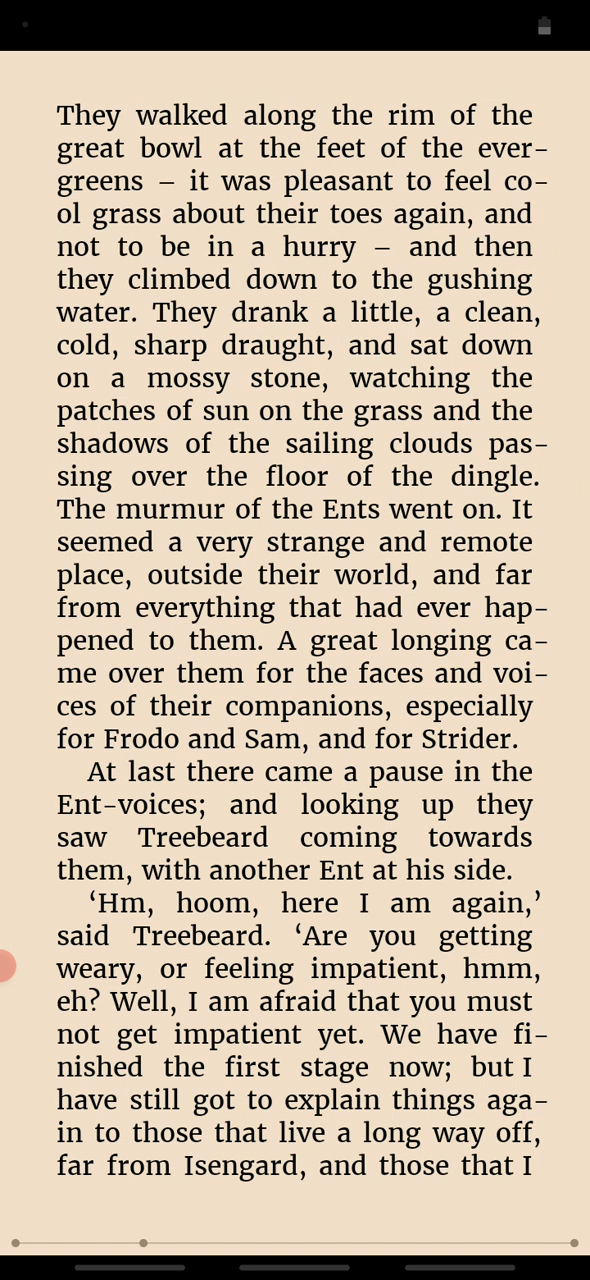 They walked along the rim of the
great bowl at the feet of the ever-
greens – it was pleasant to feel co-
ol grass about their toes again, and
not to be in a hurry – and then
they climbed down to the gushing
water. They drank a little, a clean,
cold, sharp draught, and sat down
on a mossy stone, watching the
patches of sun on the grass and the
shadows of the sailing clouds pas-
sing over the floor of the dingle.
The murmur of the Ents went on. It
seemed a very strange and remote
place, outside their world, and far
from everything that had ever hap-
pened to them. A great longing ca-
me over them for the faces and voi-
ces of their companions, especially
for Frodo and Sam, and for Strider.
At last there came a pause in the
Ent-voices; and looking up they
saw Treebeard coming towards
them, with another Ent at his side.
‘Hm, hoom, here I am again,’
said Treebeard. ‘Are you getting
weary, or feeling impatient, hmm,
eh? Well, I am afraid that you must
not get impatient yet. We have fi-
nished the first stage now; but I
have still got to explain things aga-
in to those that live a long way off,
far from Isengard, and those that I